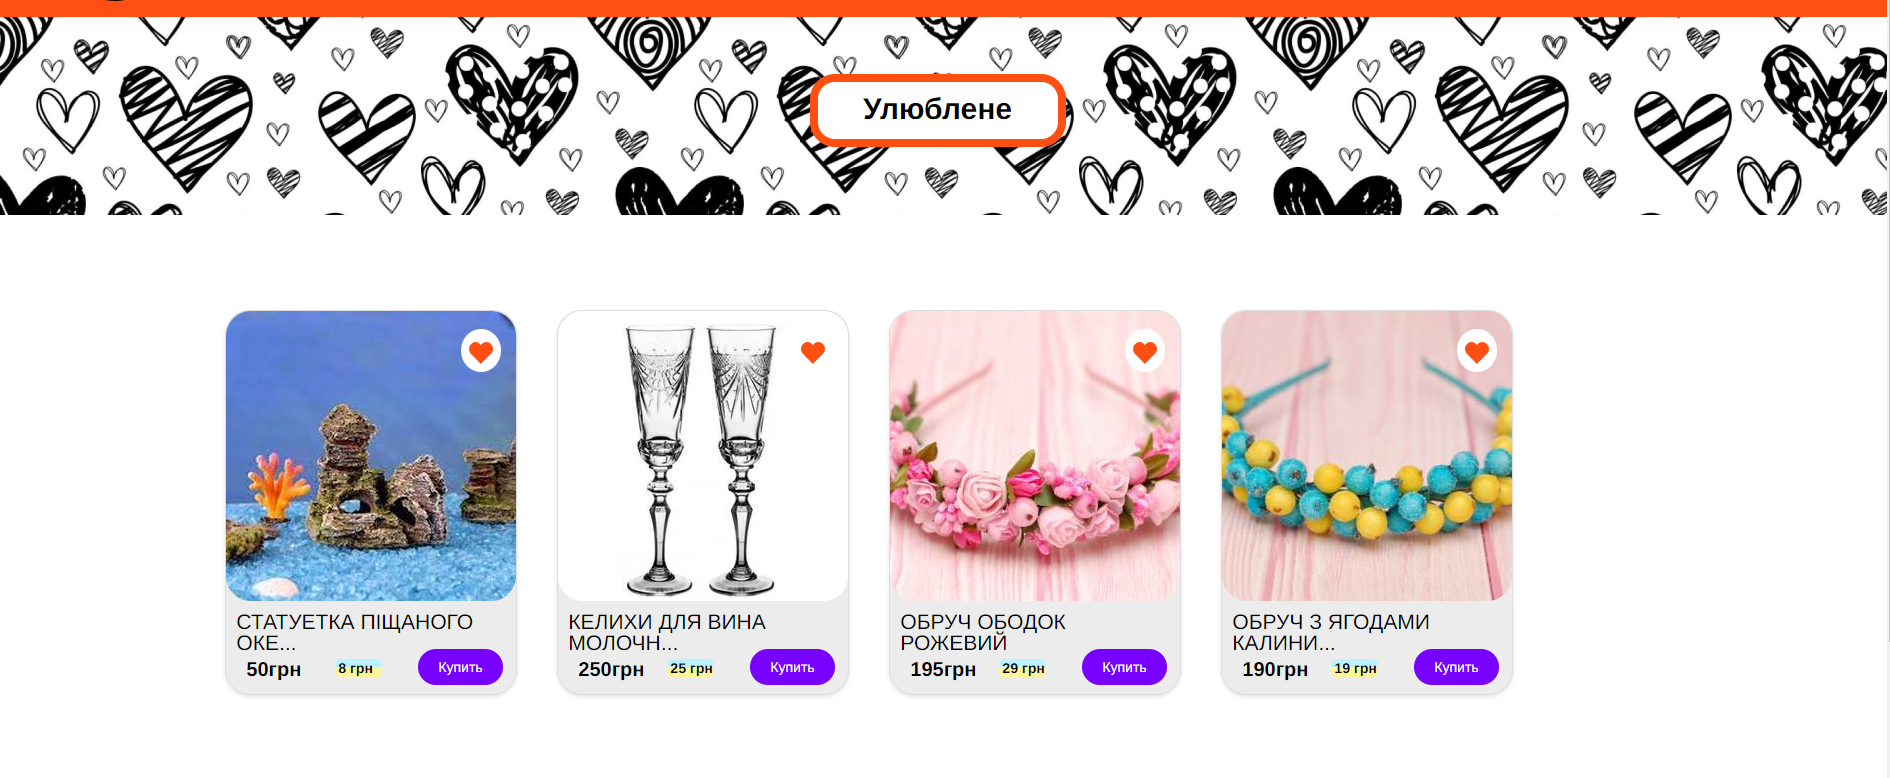 Улюблене
СТАТУЕТКА ПІЩАНОГО
ОКЕ...
50грн
8 грн
Купить
КЕЛИХИ ДЛЯ ВИНА
МОЛОЧН...
250грн
25 грн
Купить
ОБРУЧ ОБОДОК
РОЖЕВИЙ
195грн
29 грн
Купить
ОБРУЧ З ЯГОДАМИ
КАЛИНИ...
190грн
19 грн
Купить